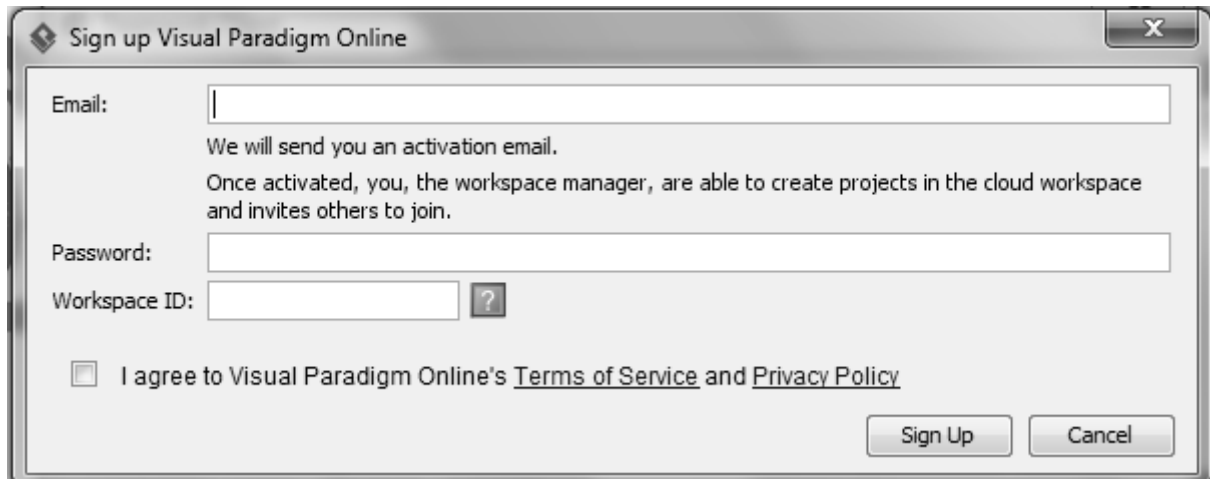 Sign up Visual Paradigm Online
Email:
We will send you an activation email.
Once activated, you, the workspace manager, are able to create projects in the cloud workspace
and invites others to join.
Password:
Workspace ID: ?
I agree to Visual Paradigm Online's Terms of Service and Privacy Policy
Sign Up Cancel